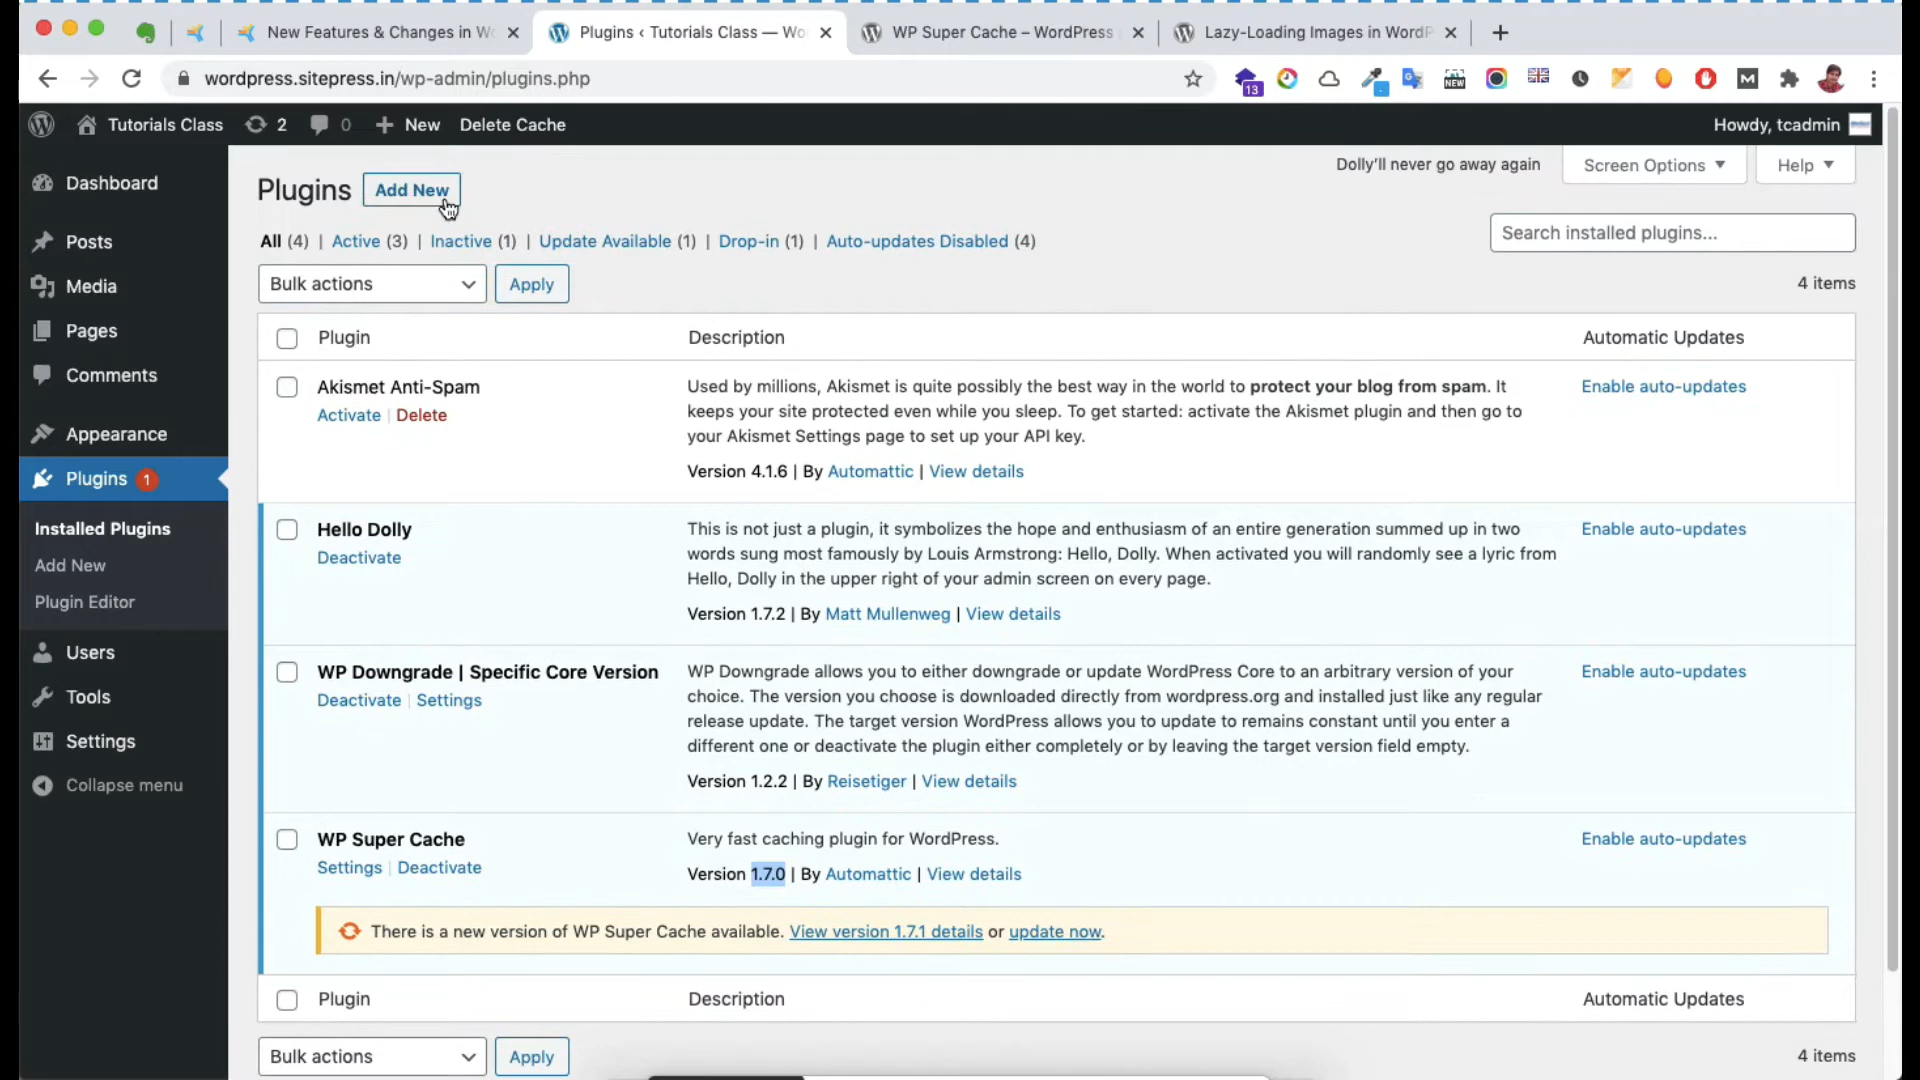 New Features & Changes in Wo
Plugins ‹ Tutorials Class — Wo
WP Super Cache – WordPress
Lazy-Loading Images in WordP
wordpress.sitepress.in/wp-admin/plugins.php
13
NEW
M
Tutorials Class
2
0
New
Delete Cache
Howdy, tcadmin
Dashboard
Posts
Media
Pages
Comments
Appearance
Plugins 1
Installed Plugins
Add New
Plugin Editor
Users
Tools
Settings
Collapse menu
Dolly'll never go away again
Screen Options
Help
Plugins Add New
All (4) | Active (3) | Inactive (1) | Update Available (1) | Drop-in (1) | Auto-updates Disabled (4)
Search installed plugins...
Bulk actions
Apply
4 items
Plugin Description Automatic Updates
Akismet Anti-Spam
Activate | Delete
Used by millions, Akismet is quite possibly the best way in the world to protect your blog from spam. It
keeps your site protected even while you sleep. To get started: activate the Akismet plugin and then go to
your Akismet Settings page to set up your API key.
Version 4.1.6 | By Automattic | View details
Enable auto-updates
Hello Dolly
Deactivate
This is not just a plugin, it symbolizes the hope and enthusiasm of an entire generation summed up in two
words sung most famously by Louis Armstrong: Hello, Dolly. When activated you will randomly see a lyric from
Hello, Dolly in the upper right of your admin screen on every page.
Version 1.7.2 | By Matt Mullenweg | View details
Enable auto-updates
WP Downgrade | Specific Core Version
Deactivate | Settings
WP Downgrade allows you to either downgrade or update WordPress Core to an arbitrary version of your
choice. The version you choose is downloaded directly from wordpress.org and installed just like any regular
release update. The target version WordPress allows you to update to remains constant until you enter a
different one or deactivate the plugin either completely or by leaving the target version field empty.
Version 1.2.2 | By Reisetiger | View details
Enable auto-updates
WP Super Cache
Settings | Deactivate
Very fast caching plugin for WordPress.
Version 1.7.0 | By Automattic | View details
Enable auto-updates
There is a new version of WP Super Cache available. View version 1.7.1 details or update now.
Plugin Description Automatic Updates
Bulk actions
Apply
4 items